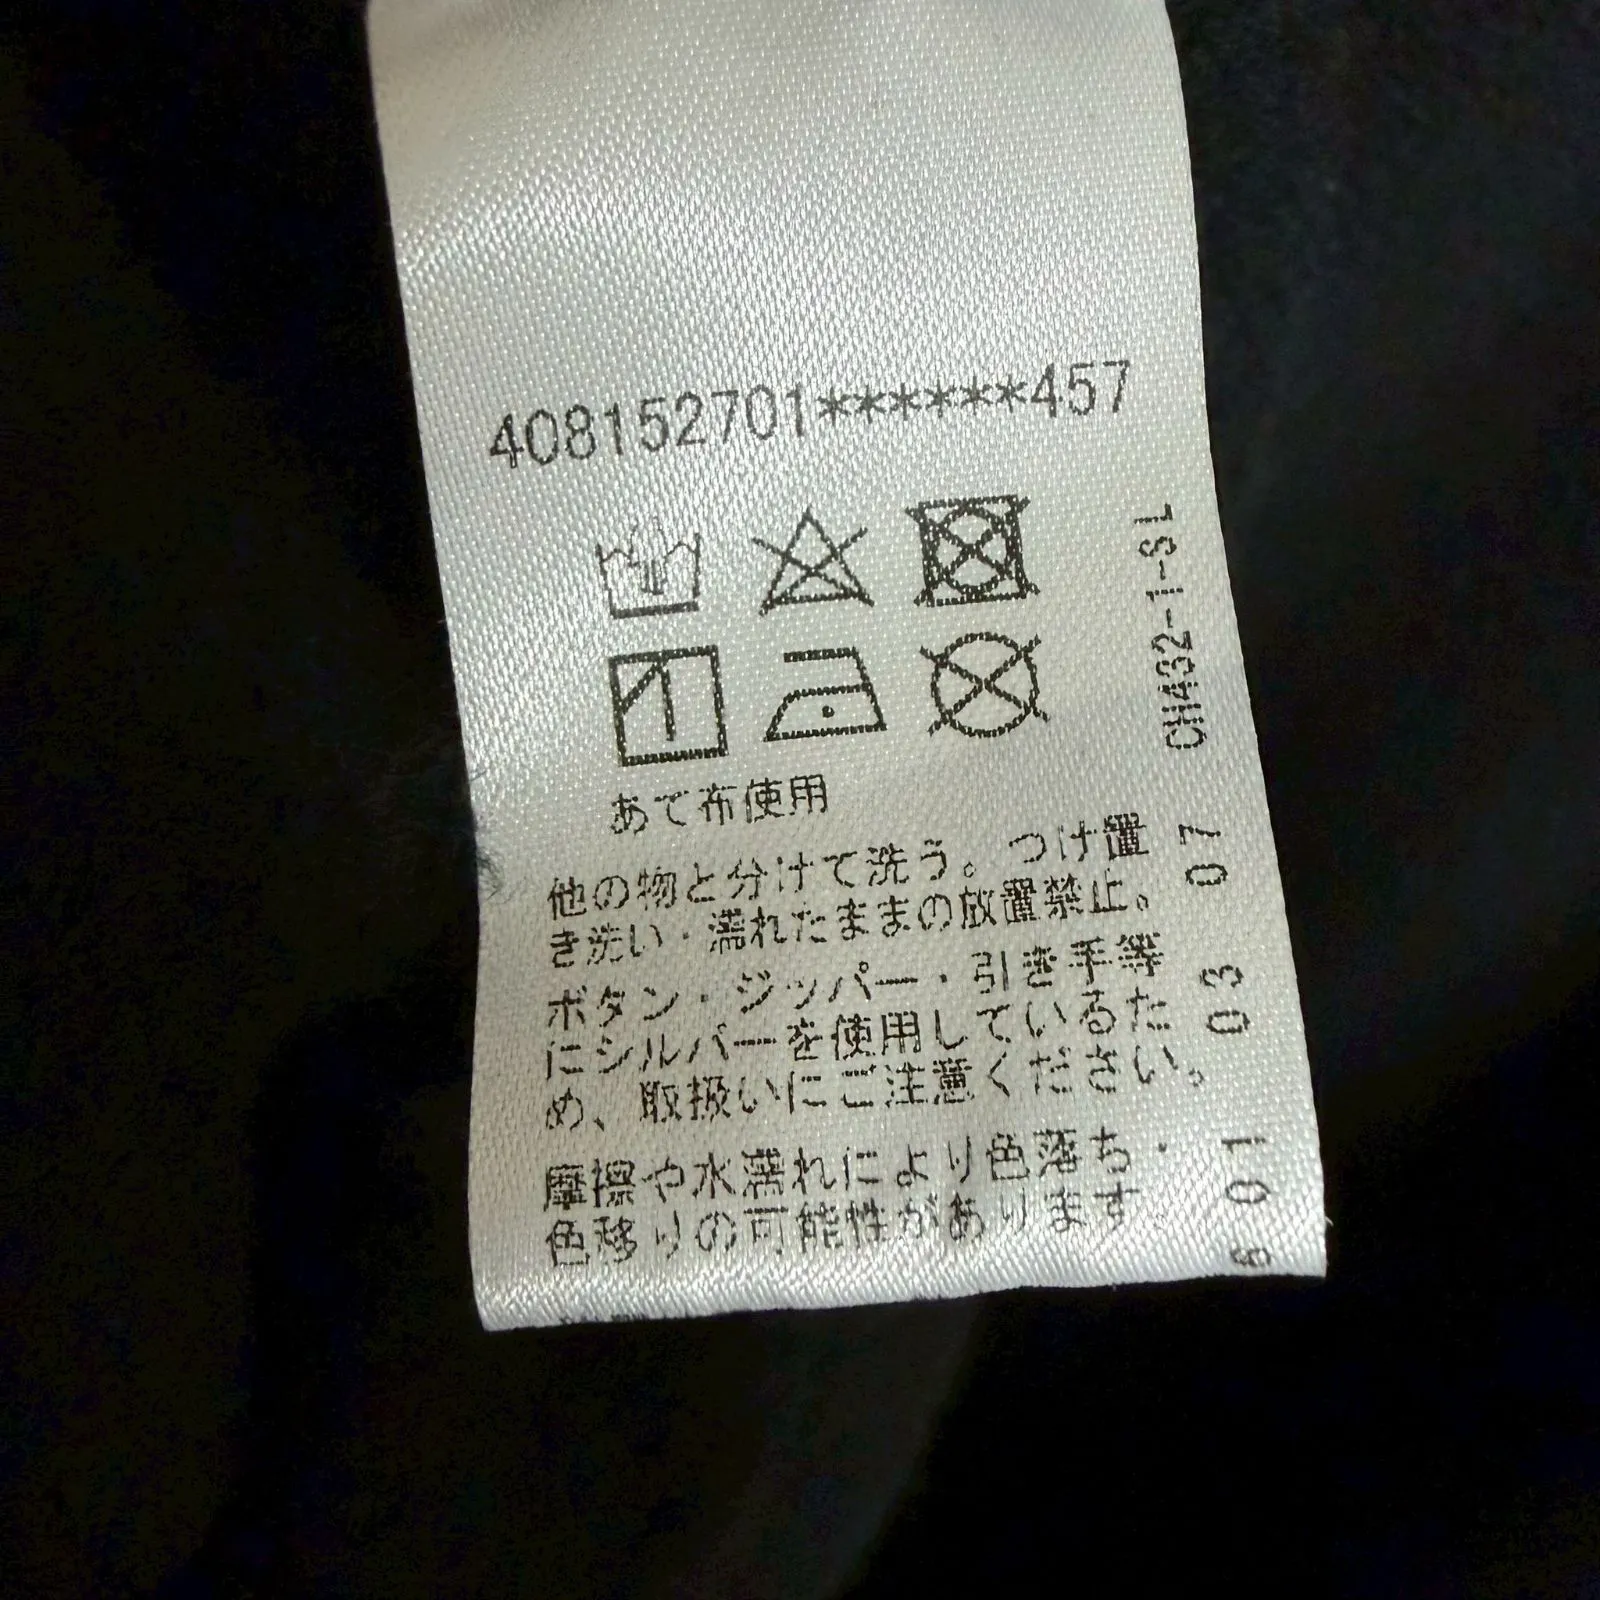 408152701******457
あて布使用
他の物と分けて洗う。つけ置
き洗い・濡れたままの放置禁止。
ボタン・ジッパー・引き手等
にシルバーを使用しているた
め、取扱いにご注意ください。
摩擦や水濡れにより色落ち・
色移りの可能性があります。
CHA32-1-SL
07
03
01
6